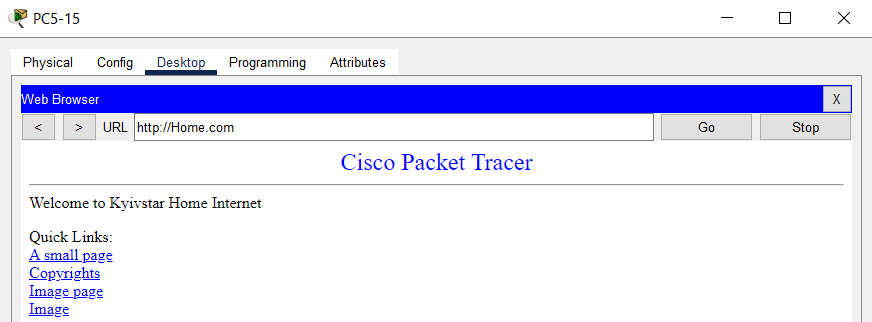 PC5-15
Physical Config Desktop Programming Attributes
Web Browser X
< > URL http://Home.com Go Stop
Cisco Packet Tracer
Welcome to Kyivstar Home Internet
Quick Links:
A small page
Copyrights
Image page
Image